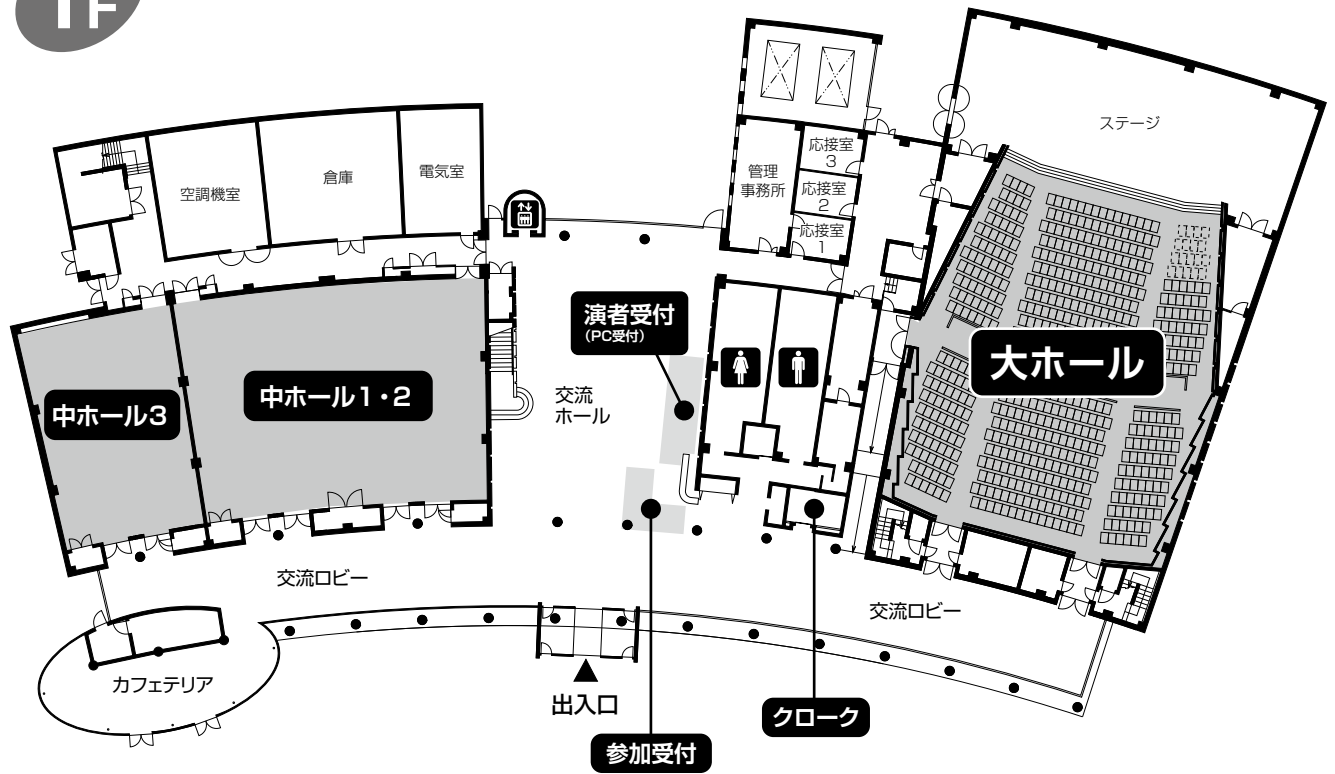 1F
ステージ
応接室
3
管理
事務所
応接室
2
応接室
1
空調機室
倉庫
電気室
演者受付
(PC受付)
大ホール
中ホール3
中ホール1・2
交流
ホール
交流ロビー
交流ロビー
カフェテリア
出入口
クローク
参加受付